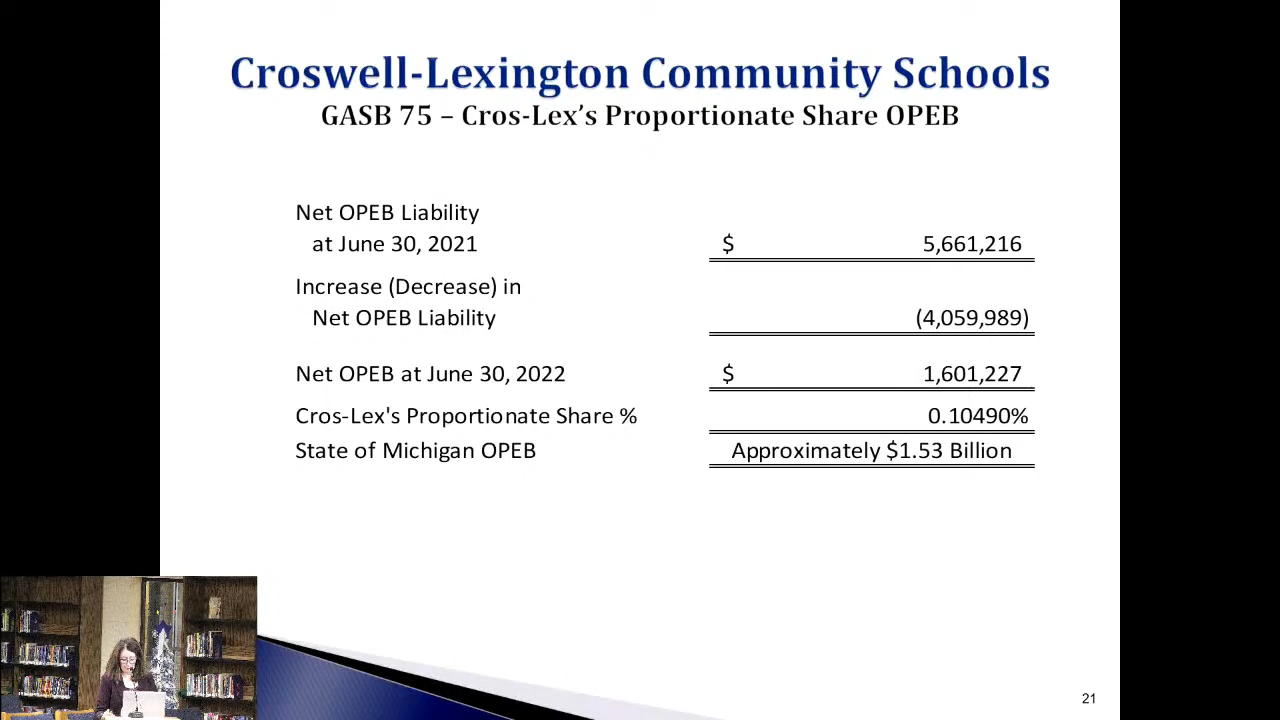 Croswell-Lexington Community Schools
GASB 75 – Cros-Lex’s Proportionate Share OPEB
Net OPEB Liability
at June 30, 2021 $ 5,661,216
Increase (Decrease) in
Net OPEB Liability (4,059,989)
Net OPEB at June 30, 2022 $ 1,601,227
Cros-Lex's Proportionate Share % 0.10490%
State of Michigan OPEB Approximately $1.53 Billion
21